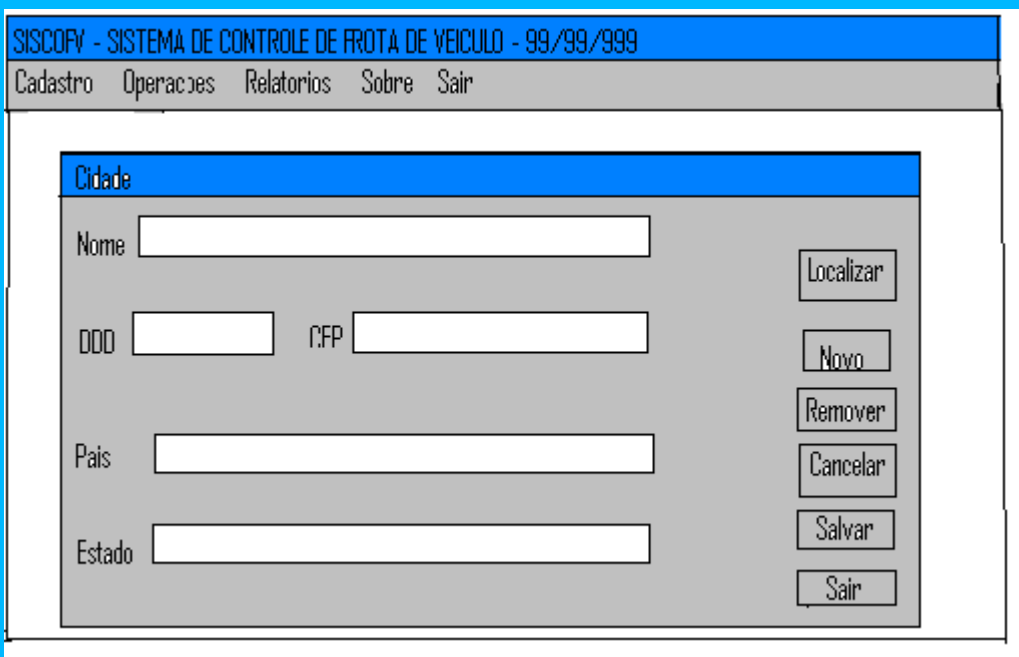 SISCOFV - SISTEMA DE CONTROLE DE FROTA DE VEICULO - 99/99/999
Cadastro Operacoes Relatorios Sobre Sair
Cidade
Nome
Localizar
DDD CEP
Novo
Remover
Pais
Cancelar
Salvar
Estado
Sair